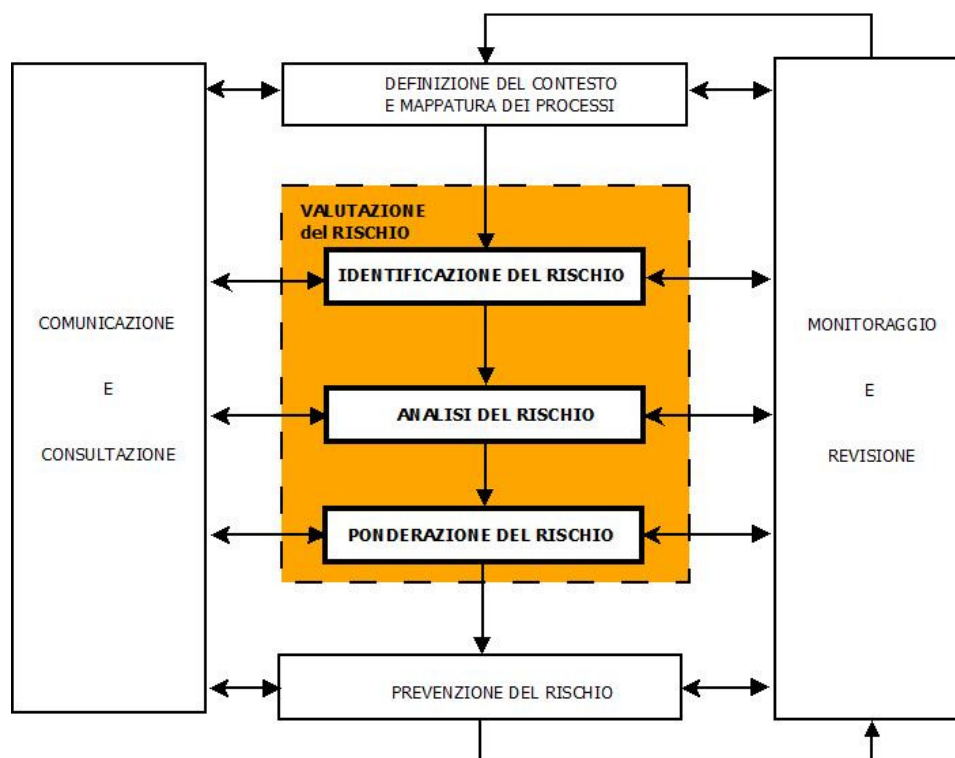 DEFINIZIONE DEL CONTESTO
E MAPPATURA DEI PROCESSI
VALUTAZIONE
del RISCHIO
IDENTIFICAZIONE DEL RISCHIO
COMUNICAZIONE
E
CONSULTAZIONE
ANALISI DEL RISCHIO
PONDERAZIONE DEL RISCHIO
MONITORAGGIO
E
REVISIONE
PREVENZIONE DEL RISCHIO